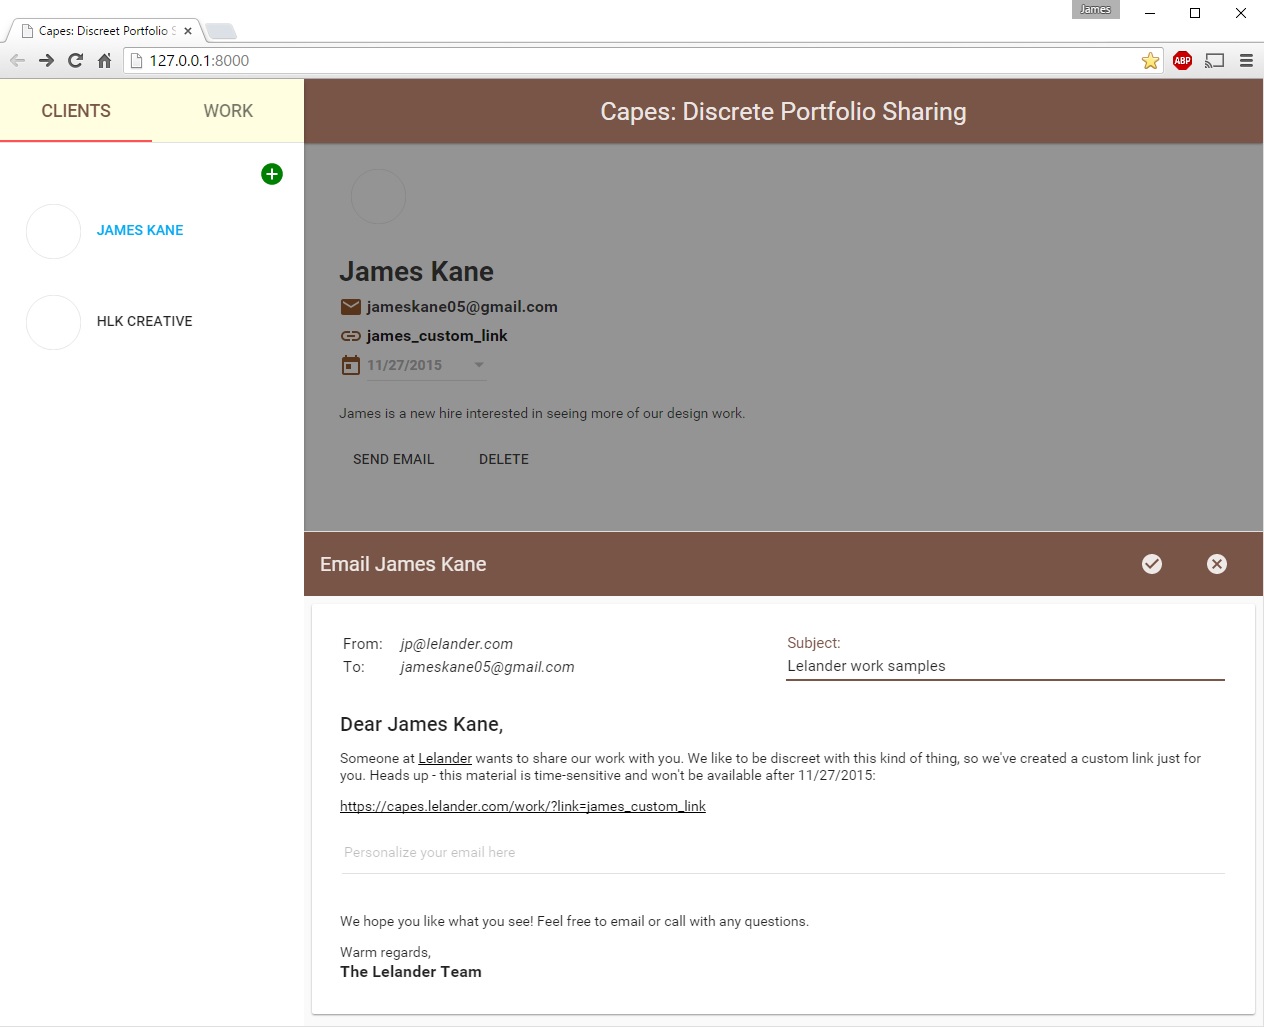 James
Capes: Discreet Portfolio S
127.0.0.1:8000
ABP
CLIENTS WORK
Capes: Discrete Portfolio Sharing
JAMES KANE
HLK CREATIVE
James Kane
jameskane05@gmail.com
james_custom_link
11/27/2015
James is a new hire interested in seeing more of our design work.
SEND EMAIL DELETE
Email James Kane
From: jp@lelander.com
To: jameskane05@gmail.com
Subject:
Lelander work samples
Dear James Kane,
Someone at Lelander wants to share our work with you. We like to be discreet with this kind of thing, so we've created a custom link just for
you. Heads up - this material is time-sensitive and won't be available after 11/27/2015:
https://capes.lelander.com/work/?link=james_custom_link
Personalize your email here
We hope you like what you see! Feel free to email or call with any questions.
Warm regards,
The Lelander Team